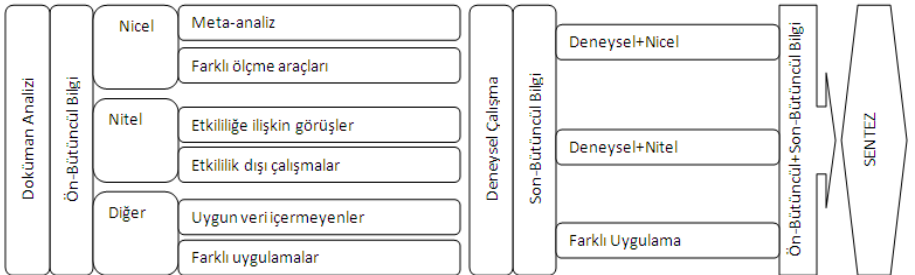 Doküman Analizi
Ön-Bütüncül Bilgi
Nicel
Meta-analiz
Farklı ölçme araçları
Nitel
Etkililiğe ilişkin görüşler
Etkililik dışı çalışmalar
Diğer
Uygun veri içermeyenler
Farklı uygulamalar
Deneysel Çalışma
Son-Bütüncül Bilgi
Deneysel+Nicel
Deneysel+Nitel
Farklı Uygulama
Ön-Bütüncül+Son-Bütüncül Bilgi
SENTEZ